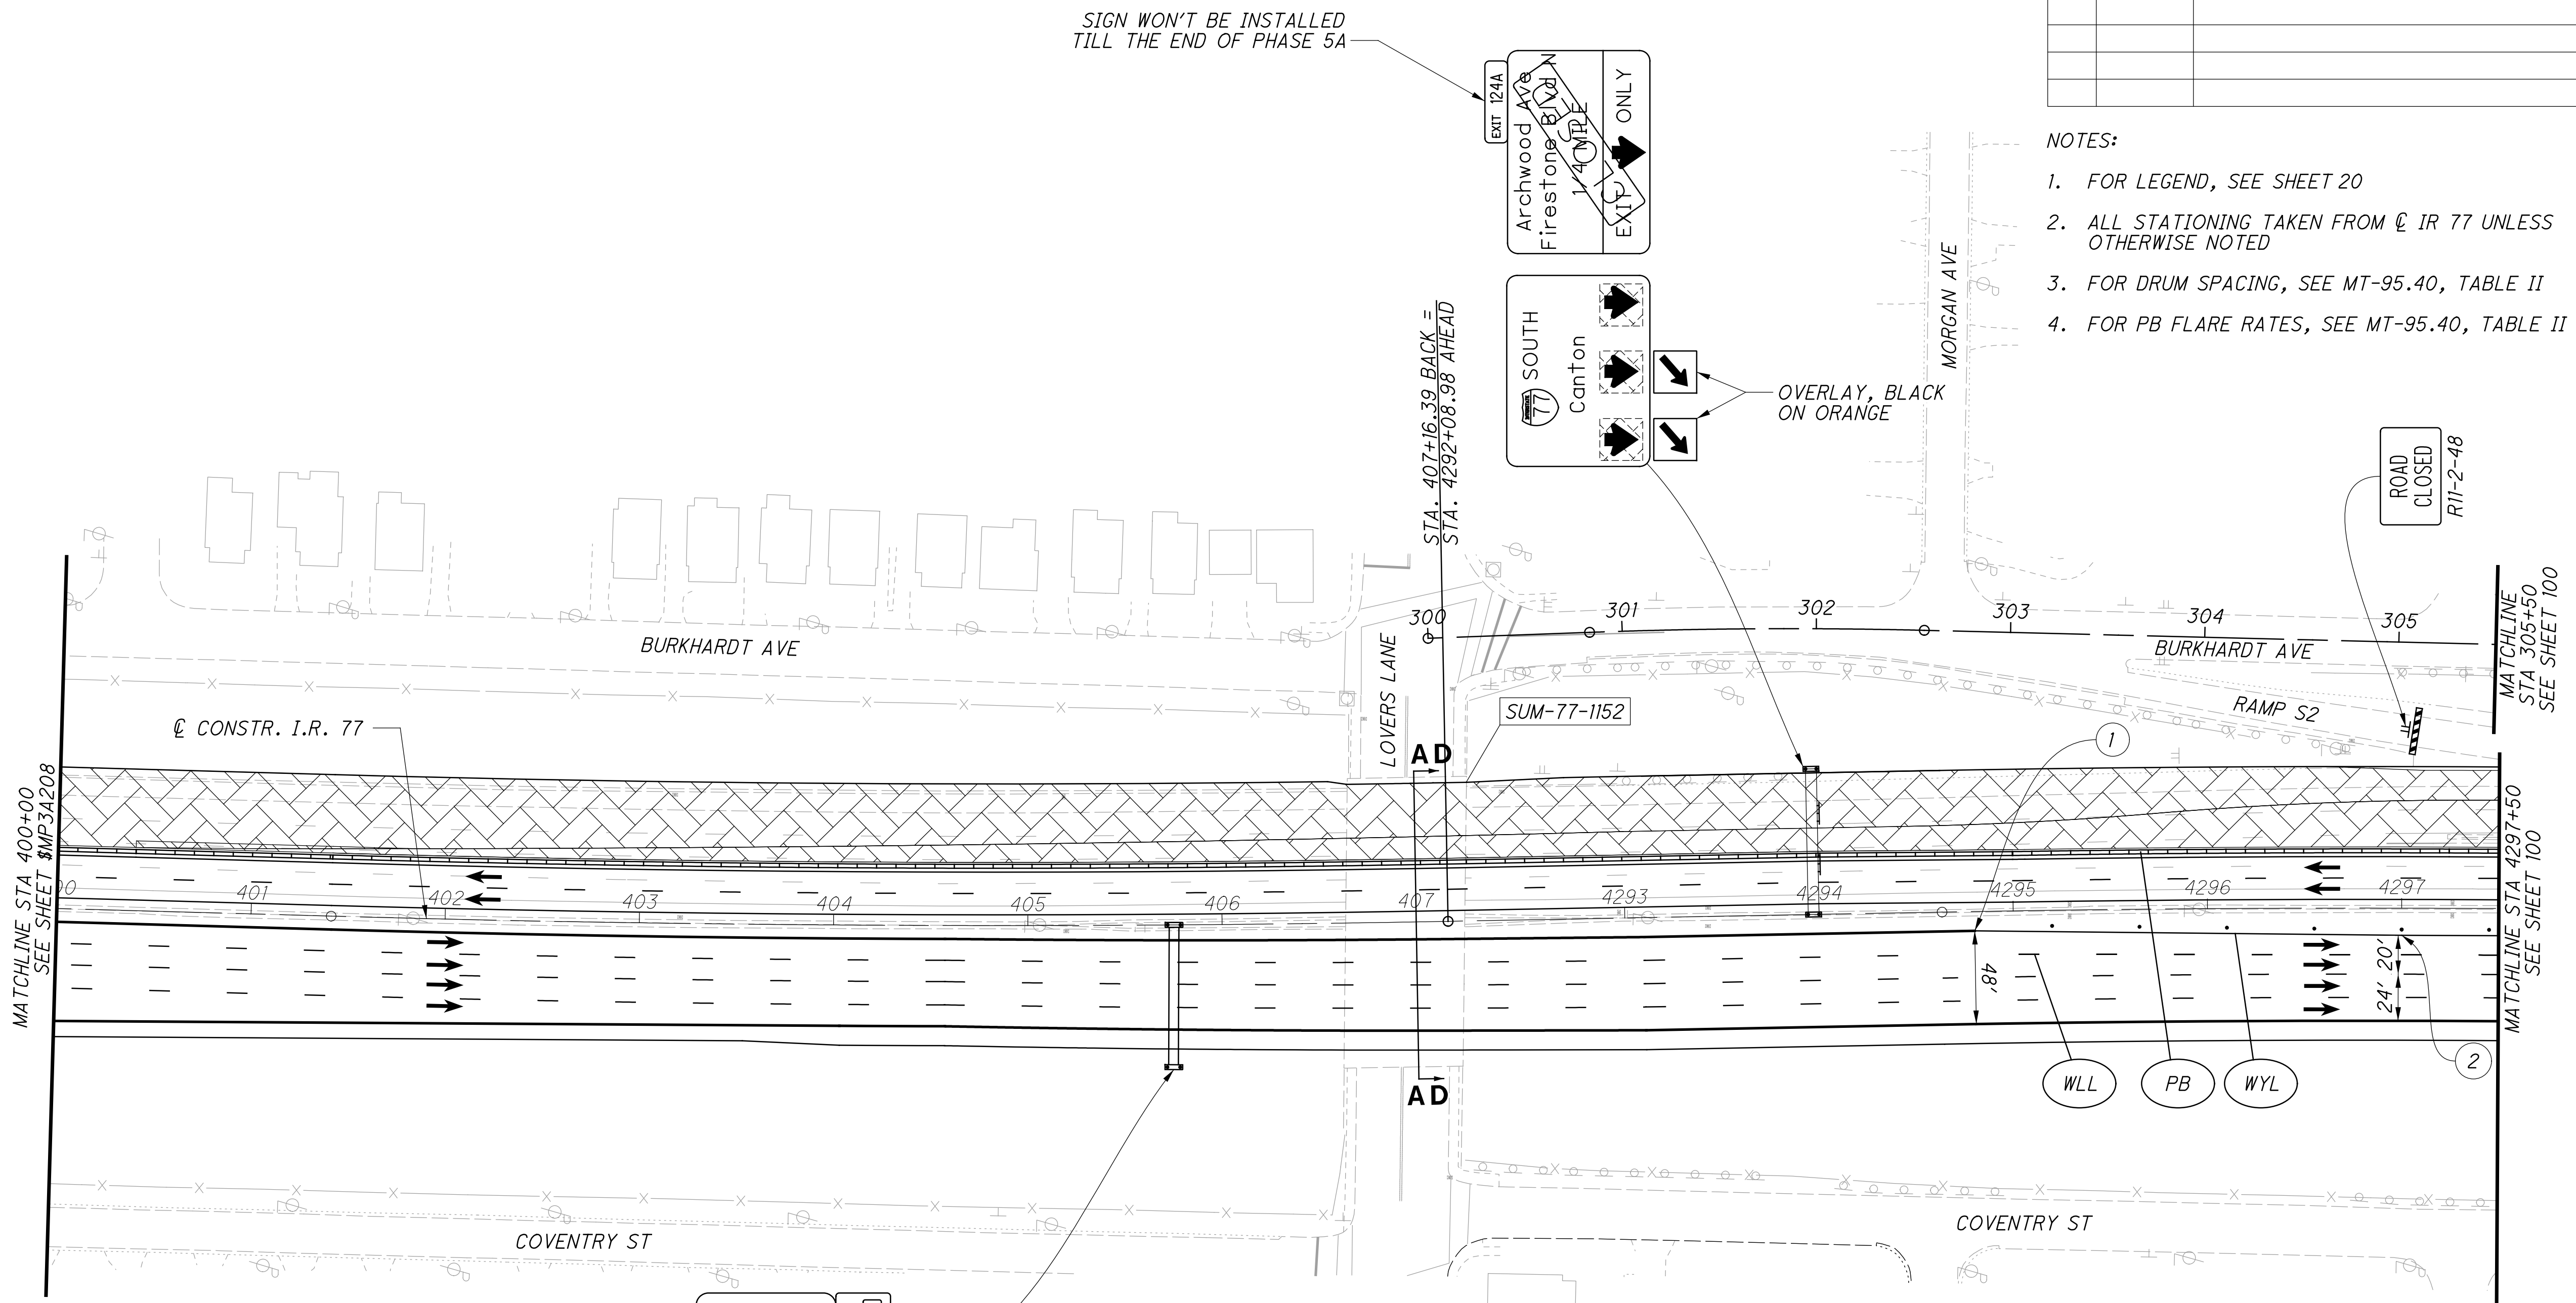 SIGN WON'T BE INSTALLED
TILL THE END OF PHASE 5A
EXIT 124A
Archwood Ave
Firestone Blvd N
1/4 MILE
EXIT ONLY
CLOSED
NOTES:
1. FOR LEGEND, SEE SHEET 20
2. ALL STATIONING TAKEN FROM ℄ IR 77 UNLESS
OTHERWISE NOTED
3. FOR DRUM SPACING, SEE MT-95.40, TABLE II
4. FOR PB FLARE RATES, SEE MT-95.40, TABLE II
77 SOUTH
Canton
OVERLAY, BLACK
ON ORANGE
STA. 407+16.39 BACK =
STA. 4292+08.98 AHEAD
MORGAN AVE
ROAD
CLOSED
R11-2-48
BURKHARDT AVE
300
301
302
303
304
305
BURKHARDT AVE
MATCHLINE
STA 305+50
SEE SHEET 100
LOVERS LANE
SUM-77-1152
RAMP S2
℄ CONSTR. I.R. 77
A D
1
MATCHLINE STA 400+00
SEE SHEET $MP3A208
00
401
402
403
404
405
406
407
4293
4294
4295
4296
4297
MATCHLINE STA 4297+50
SEE SHEET 100
48'
20'
24'
A D
WLL
PB
WYL
2
COVENTRY ST
COVENTRY ST